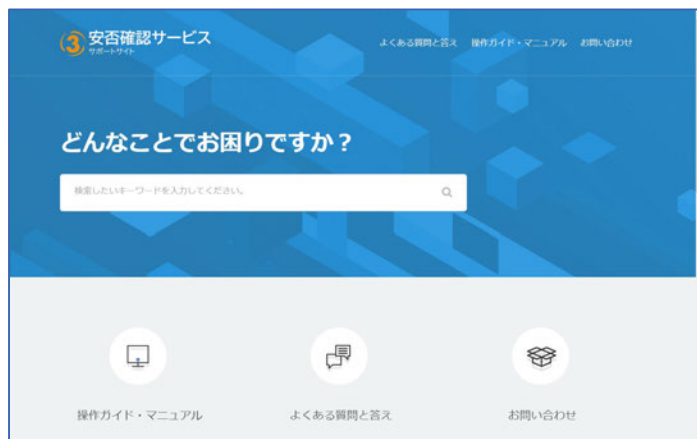 3 安否確認サービス
サポートサイト
よくある質問と答え 操作ガイド・マニュアル お問い合わせ
どんなことでお困りですか？
検索したいキーワードを入力してください。
操作ガイド・マニュアル よくある質問と答え お問い合わせ